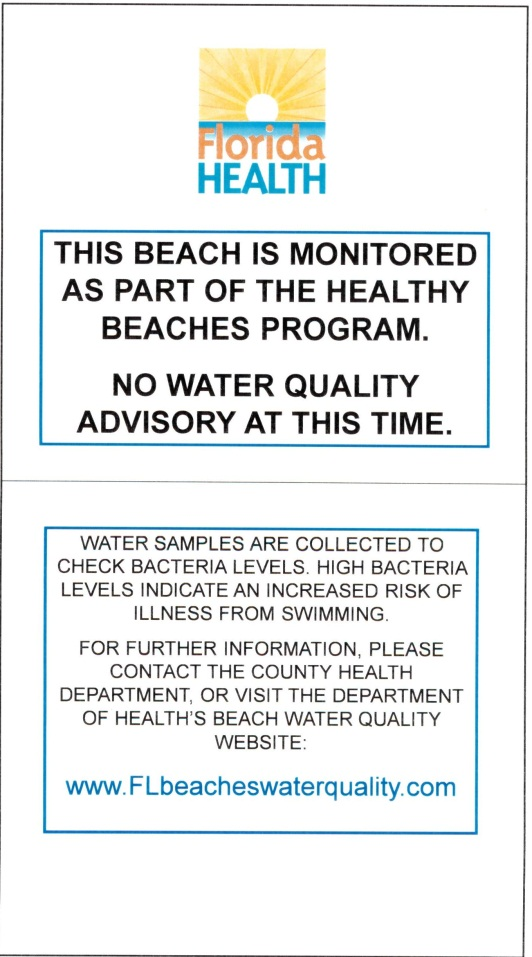 Florida
HEALTH
THIS BEACH IS MONITORED
AS PART OF THE HEALTHY
BEACHES PROGRAM.
NO WATER QUALITY
ADVISORY AT THIS TIME.
WATER SAMPLES ARE COLLECTED TO
CHECK BACTERIA LEVELS. HIGH BACTERIA
LEVELS INDICATE AN INCREASED RISK OF
ILLNESS FROM SWIMMING.
FOR FURTHER INFORMATION, PLEASE
CONTACT THE COUNTY HEALTH
DEPARTMENT, OR VISIT THE DEPARTMENT
OF HEALTH'S BEACH WATER QUALITY
WEBSITE:
www.FLbeacheswaterquality.com